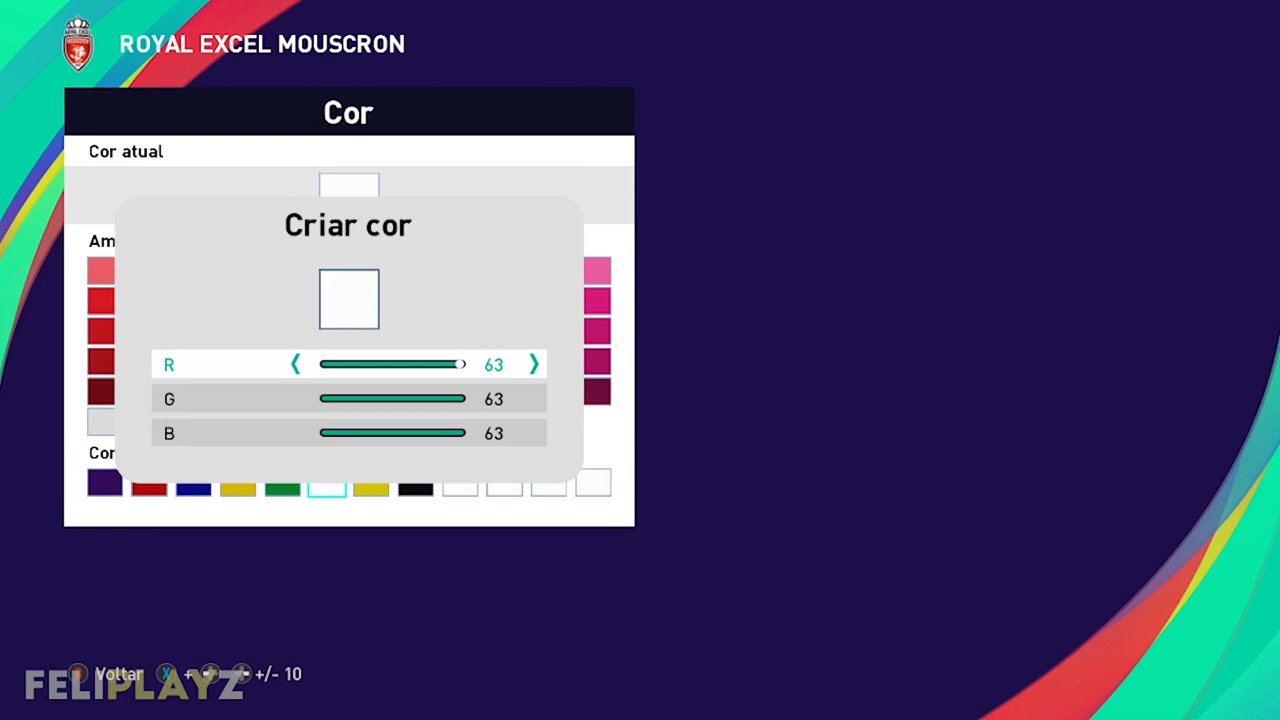 ROYAL EXCEL MOUSCRON
Cor
Cor atual
Criar cor
Am
R 63
G 63
B 63
Cor
Voltar X + +/- 10
FELIPLAYZ